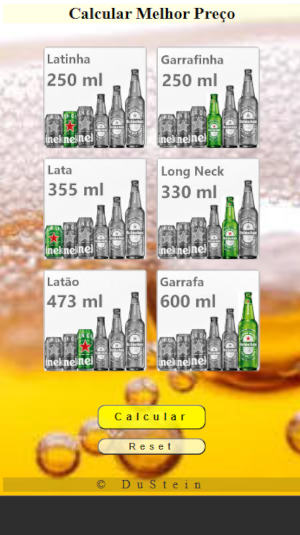 Calcular Melhor Preço
Latinha
250 ml
Garrafinha
250 ml
Lata
355 ml
Long Neck
330 ml
Latão
473 ml
Garrafa
600 ml
Calcular
Reset
© DuStein